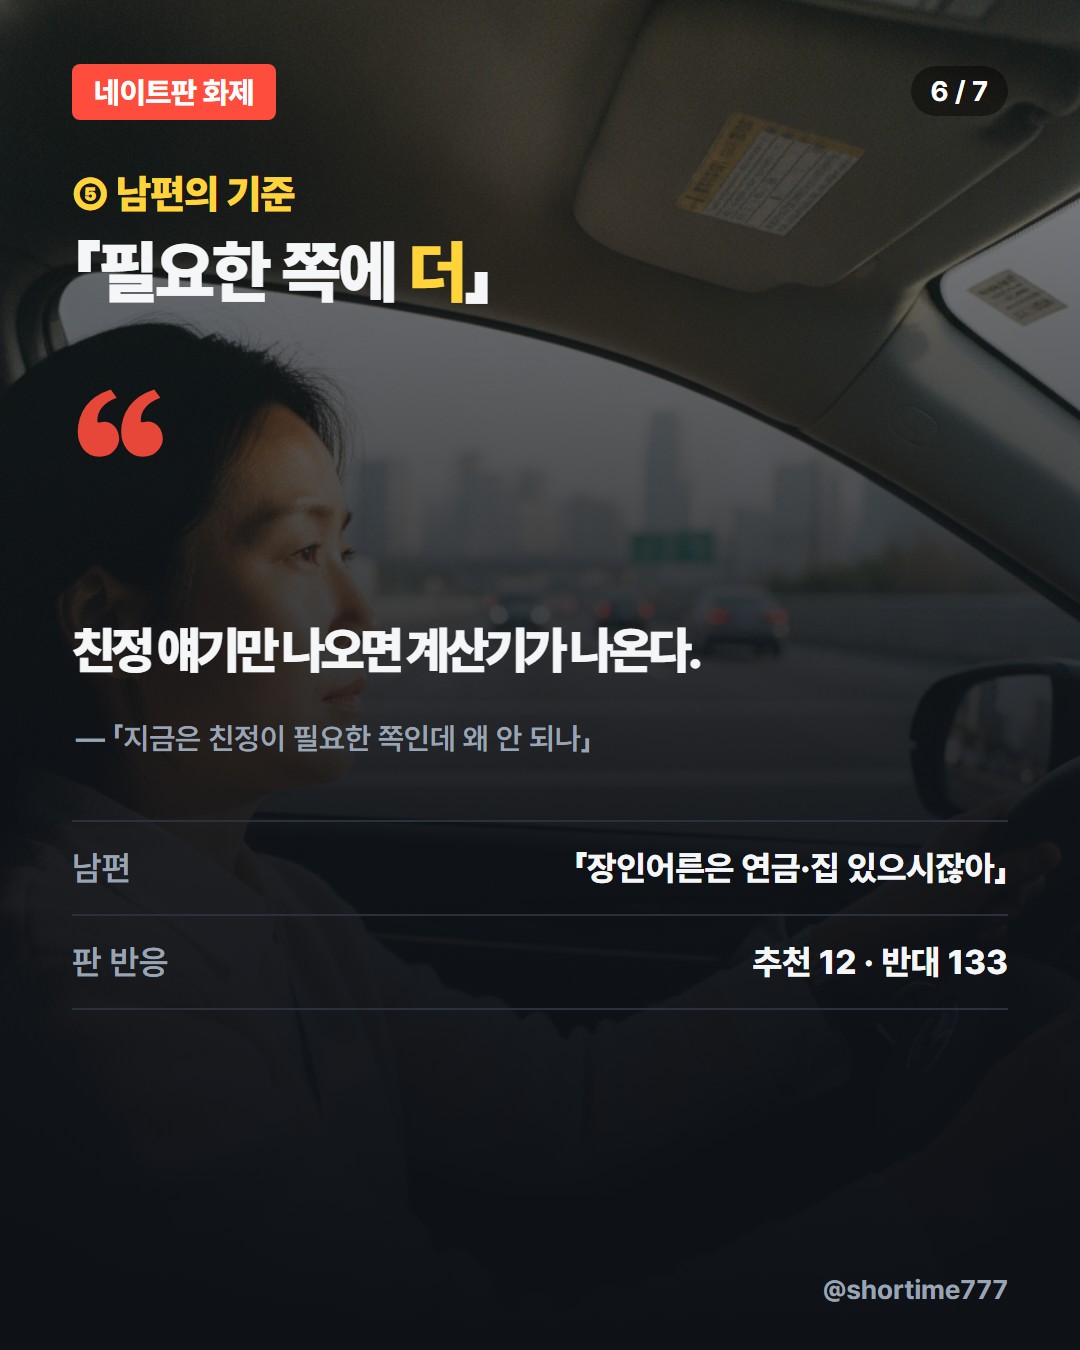 네이트판 화제
6 / 7
⑤ 남편의 기준
「필요한 쪽에 더」
“
친정 얘기만 나오면 계산기가 나온다.
— 「지금은 친정이 필요한 쪽인데 왜 안 되나」
남편
「장인어른은 연금·집 있으시잖아」
판 반응
추천 12 · 반대 133
@shortime777